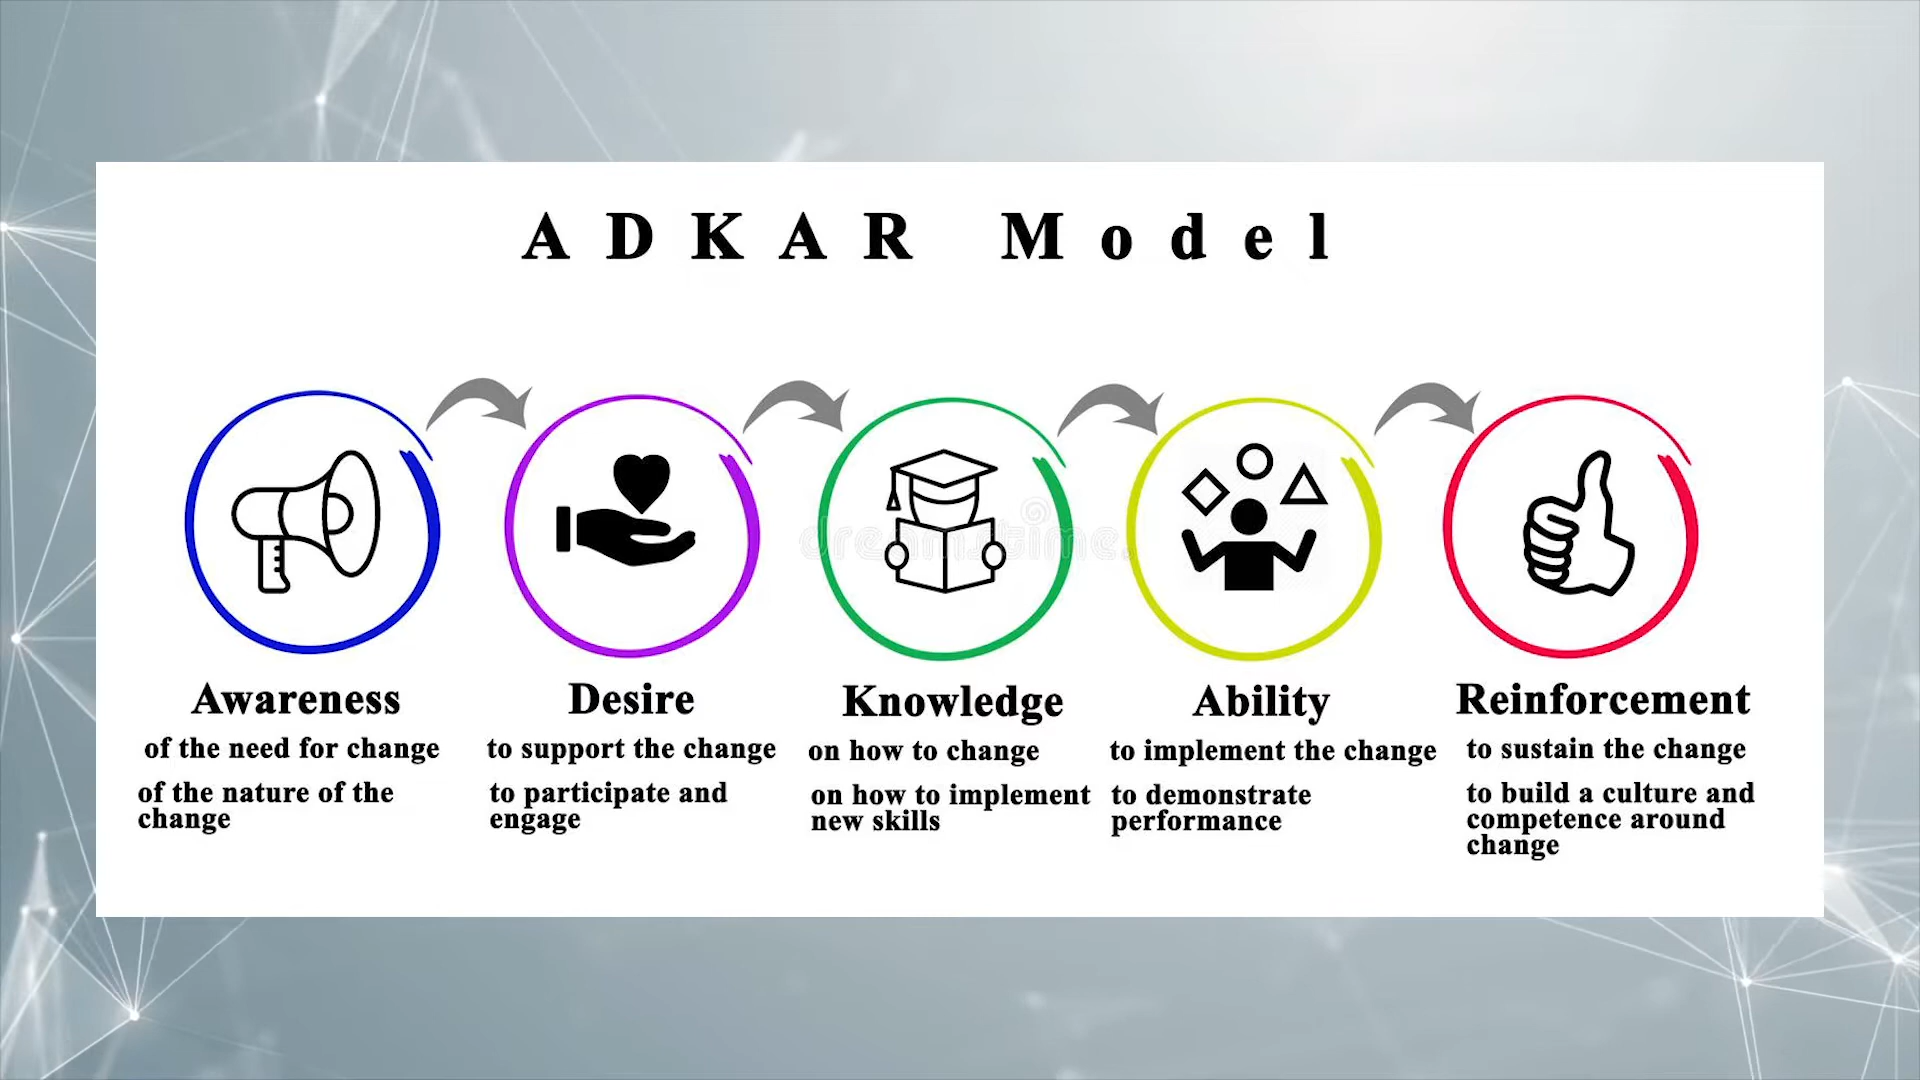 ADKAR Model
Awareness
of the need for change
of the nature of the
change
Desire
to support the change
to participate and
engage
Knowledge
on how to change
on how to implement
new skills
Ability
to implement the change
to demonstrate
performance
Reinforcement
to sustain the change
to build a culture and
competence around
change
dreamstime.